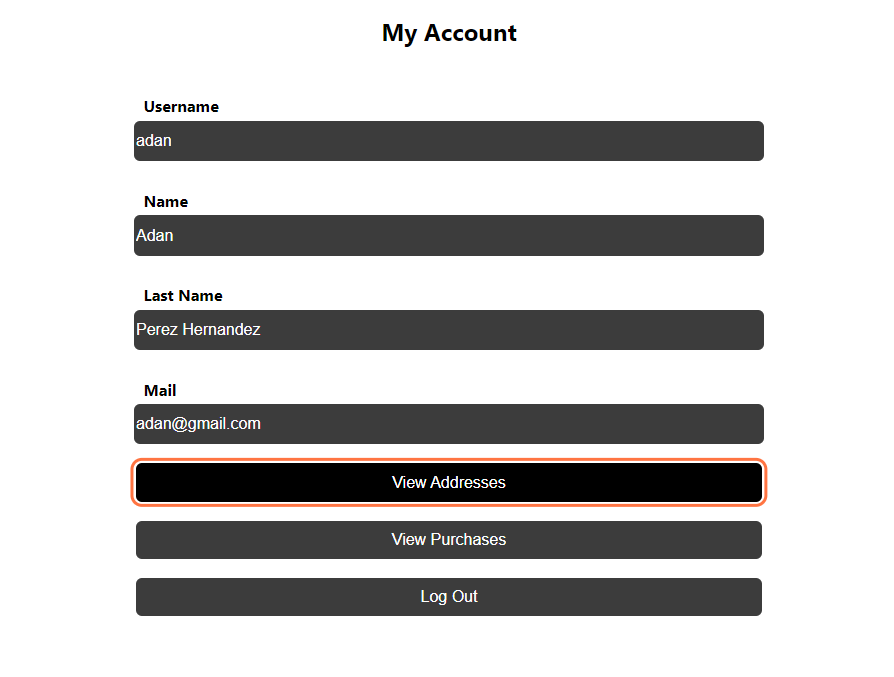 My Account
Username
adan
Name
Adan
Last Name
Perez Hernandez
Mail
adan@gmail.com
View Addresses
View Purchases
Log Out